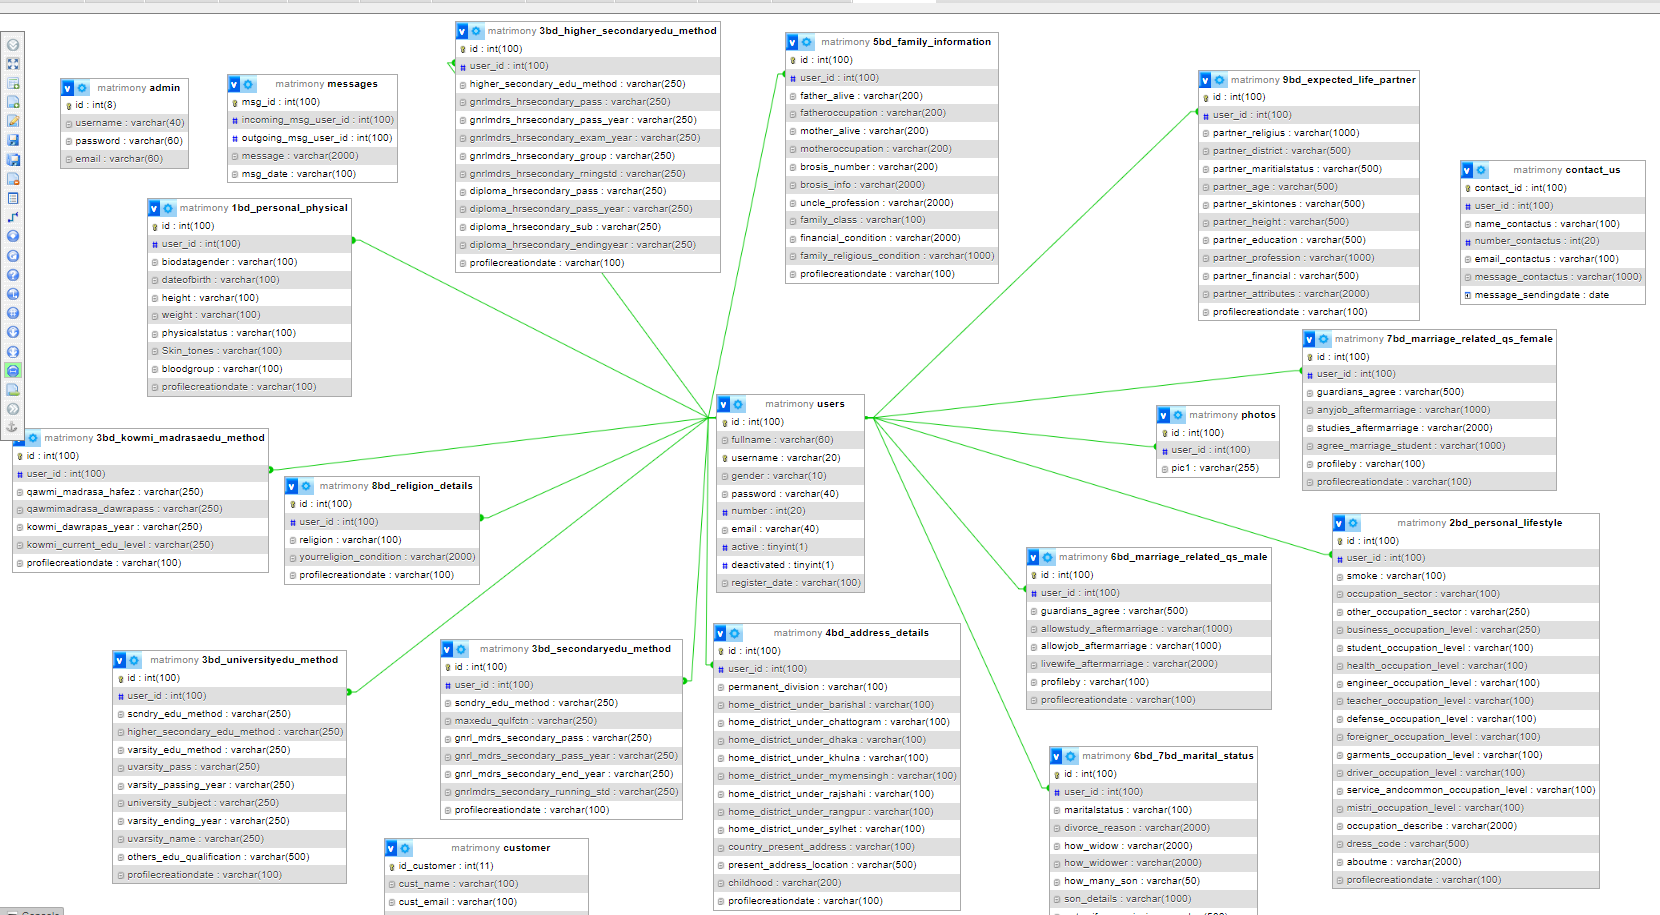 matrimony admin
id : int(8)
username : varchar(40)
password : varchar(60)
email : varchar(60)
matrimony messages
msg_id : int(100)
incoming_msg_user_id : int(100)
outgoing_msg_user_id : int(100)
message : varchar(2000)
msg_date : varchar(100)
matrimony 3bd_higher_secondaryedu_method
id : int(100)
user_id : int(100)
higher_secondary_edu_method : varchar(250)
gnrlmdrs_hrsecondary_pass : varchar(250)
gnrlmdrs_hrsecondary_pass_year : varchar(250)
gnrlmdrs_hrsecondary_exam_year : varchar(250)
gnrlmdrs_hrsecondary_group : varchar(250)
gnrlmdrs_hrsecondary_rningstd : varchar(250)
diploma_hrsecondary_pass : varchar(250)
diploma_hrsecondary_pass_year : varchar(250)
diploma_hrsecondary_sub : varchar(250)
diploma_hrsecondary_endingyear : varchar(250)
profilecreationdate : varchar(100)
matrimony 5bd_family_information
id : int(100)
user_id : int(100)
father_alive : varchar(200)
fatheroccupation : varchar(200)
mother_alive : varchar(200)
motheroccupation : varchar(200)
brosis_number : varchar(200)
brosis_info : varchar(2000)
uncle_profession : varchar(2000)
family_class : varchar(100)
financial_condition : varchar(2000)
family_religious_condition : varchar(1000)
profilecreationdate : varchar(100)
matrimony 9bd_expected_life_partner
id : int(100)
user_id : int(100)
partner_religius : varchar(1000)
partner_district : varchar(500)
partner_maritialstatus : varchar(500)
partner_age : varchar(500)
partner_skintones : varchar(500)
partner_height : varchar(500)
partner_education : varchar(500)
partner_profession : varchar(1000)
partner_financial : varchar(500)
partner_attributes : varchar(2000)
profilecreationdate : varchar(100)
matrimony contact_us
contact_id : int(100)
user_id : int(100)
name_contactus : varchar(100)
number_contactus : int(20)
email_contactus : varchar(100)
message_contactus : varchar(1000)
message_sendingdate : date
matrimony 1bd_personal_physical
id : int(100)
user_id : int(100)
biodatagender : varchar(100)
dateofbirth : varchar(100)
height : varchar(100)
weight : varchar(100)
physicalstatus : varchar(100)
Skin_tones : varchar(100)
bloodgroup : varchar(100)
profilecreationdate : varchar(100)
matrimony 7bd_marriage_related_qs_female
id : int(100)
user_id : int(100)
guardians_agree : varchar(500)
anyjob_aftermarriage : varchar(1000)
studies_aftermarriage : varchar(2000)
agree_marriage_student : varchar(1000)
profileby : varchar(100)
profilecreationdate : varchar(100)
matrimony users
id : int(100)
fullname : varchar(60)
username : varchar(20)
gender : varchar(10)
password : varchar(40)
number : int(20)
email : varchar(40)
active : tinyint(1)
deactivated : tinyint(1)
register_date : varchar(100)
matrimony photos
id : int(100)
user_id : int(100)
pic1 : varchar(255)
matrimony 3bd_kowmi_madrasaedu_method
id : int(100)
user_id : int(100)
qawmi_madrasa_hafez : varchar(250)
qawmimadrasa_dawrapass : varchar(250)
kowmi_dawrapas_year : varchar(250)
kowmi_current_edu_level : varchar(250)
profilecreationdate : varchar(100)
matrimony 8bd_religion_details
id : int(100)
user_id : int(100)
religion : varchar(100)
yourreligion_condition : varchar(2000)
profilecreationdate : varchar(100)
matrimony 2bd_personal_lifestyle
id : int(100)
user_id : int(100)
smoke : varchar(100)
occupation_sector : varchar(100)
other_occupation_sector : varchar(250)
business_occupation_level : varchar(250)
student_occupation_level : varchar(100)
health_occupation_level : varchar(100)
engineer_occupation_level : varchar(100)
teacher_occupation_level : varchar(100)
defense_occupation_level : varchar(100)
foreigner_occupation_level : varchar(100)
garments_occupation_level : varchar(100)
driver_occupation_level : varchar(100)
service_andcommon_occupation_level : varchar(100)
mistri_occupation_level : varchar(100)
occupation_describe : varchar(2000)
dress_code : varchar(500)
aboutme : varchar(2000)
profilecreationdate : varchar(100)
matrimony 6bd_marriage_related_qs_male
id : int(100)
user_id : int(100)
guardians_agree : varchar(500)
allowstudy_aftermarriage : varchar(1000)
allowjob_aftermarriage : varchar(1000)
livewife_aftermarriage : varchar(2000)
profileby : varchar(100)
profilecreationdate : varchar(100)
matrimony 3bd_universityedu_method
id : int(100)
user_id : int(100)
scndry_edu_method : varchar(250)
higher_secondary_edu_method : varchar(250)
varsity_edu_method : varchar(250)
uvarsity_pass : varchar(250)
varsity_passing_year : varchar(250)
university_subject : varchar(250)
varsity_ending_year : varchar(250)
uvarsity_name : varchar(250)
others_edu_qualification : varchar(500)
profilecreationdate : varchar(100)
matrimony 3bd_secondaryedu_method
id : int(100)
user_id : int(100)
scndry_edu_method : varchar(250)
maxedu_qulfctn : varchar(250)
gnrl_mdrs_secondary_pass : varchar(250)
gnrl_mdrs_secondary_pass_year : varchar(250)
gnrl_mdrs_secondary_end_year : varchar(250)
gnrlmdrs_secondary_running_std : varchar(250)
profilecreationdate : varchar(100)
matrimony 4bd_address_details
id : int(100)
user_id : int(100)
permanent_division : varchar(100)
home_district_under_barishal : varchar(100)
home_district_under_chattogram : varchar(100)
home_district_under_dhaka : varchar(100)
home_district_under_khulna : varchar(100)
home_district_under_mymensingh : varchar(100)
home_district_under_rajshahi : varchar(100)
home_district_under_rangpur : varchar(100)
home_district_under_sylhet : varchar(100)
country_present_address : varchar(100)
present_address_location : varchar(500)
childhood : varchar(200)
profilecreationdate : varchar(100)
matrimony 6bd_7bd_marital_status
id : int(100)
user_id : int(100)
maritalstatus : varchar(100)
divorce_reason : varchar(2000)
how_widow : varchar(2000)
how_widower : varchar(2000)
how_many_son : varchar(50)
son_details : varchar(1000)
matrimony customer
id_customer : int(11)
cust_name : varchar(100)
cust_email : varchar(100)